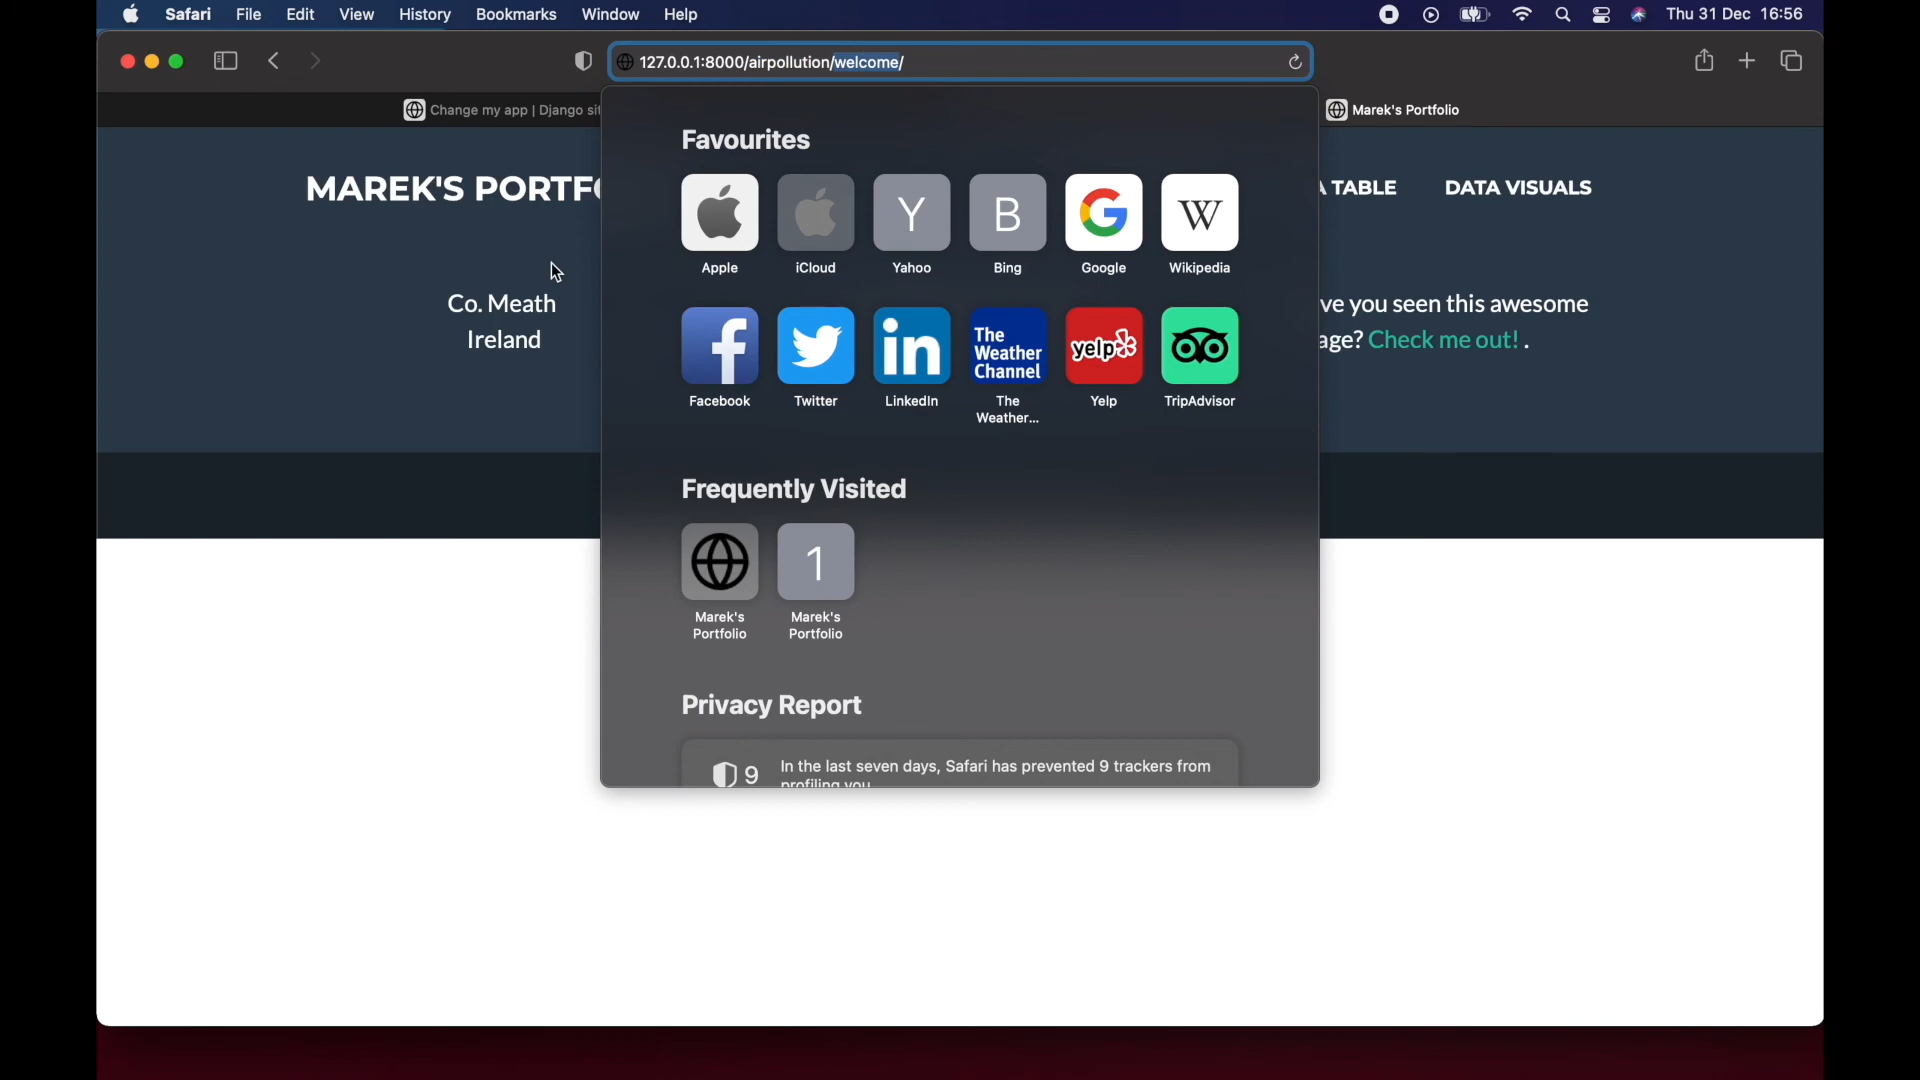 Safari File Edit View History Bookmarks Window Help Thu 31 Dec 16:56
127.0.0.1:8000/airpollution/welcome/
Change my app | Django sit
Marek's Portfolio
MAREK'S PORTFO
TABLE DATA VISUALS
Co. Meath
Ireland
ve you seen this awesome
age? Check me out! .
Favourites
Apple iCloud Y Yahoo B Bing G Google W Wikipedia
f Facebook Twitter in LinkedIn The Weather Channel The Weather... yelp Yelp TripAdvisor
Frequently Visited
1
Marek's Portfolio
Marek's Portfolio
Privacy Report
9 In the last seven days, Safari has prevented 9 trackers from
profiling you